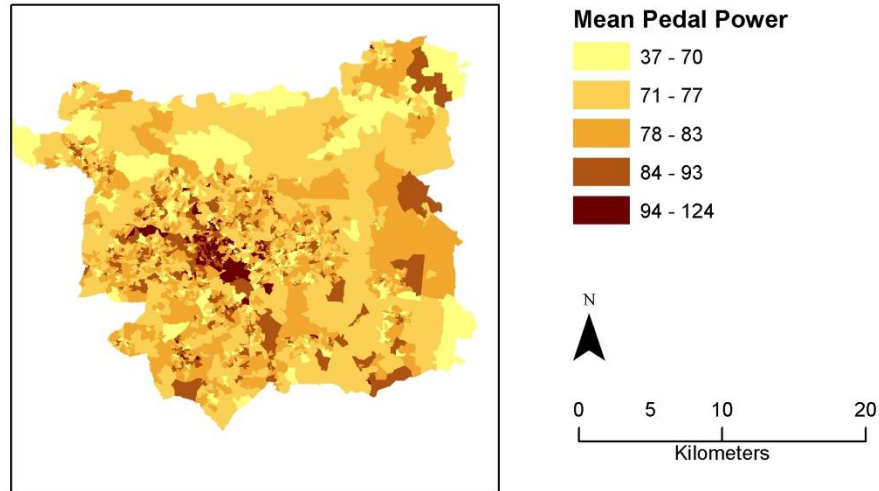 Mean Pedal Power
37 - 70
71 - 77
78 - 83
84 - 93
94 - 124
N
0 5 10 20
Kilometers